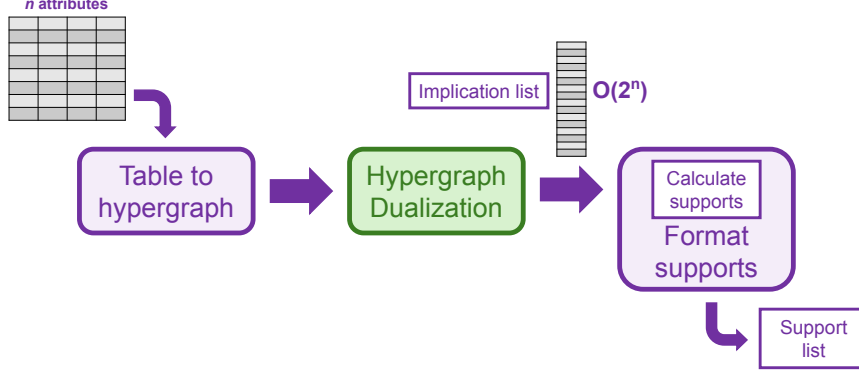 n attributes
Implication list
O(2ⁿ)
Table to
hypergraph
Hypergraph
Dualization
Calculate
supports
Format
supports
Support
list